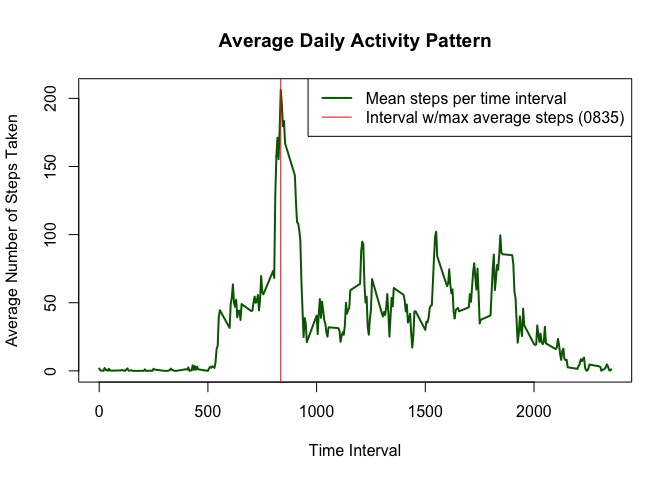 Average Daily Activity Pattern
Mean steps per time interval
Interval w/max average steps (0835)
Average Number of Steps Taken
200
150
100
50
0
0 500 1000 1500 2000
Time Interval